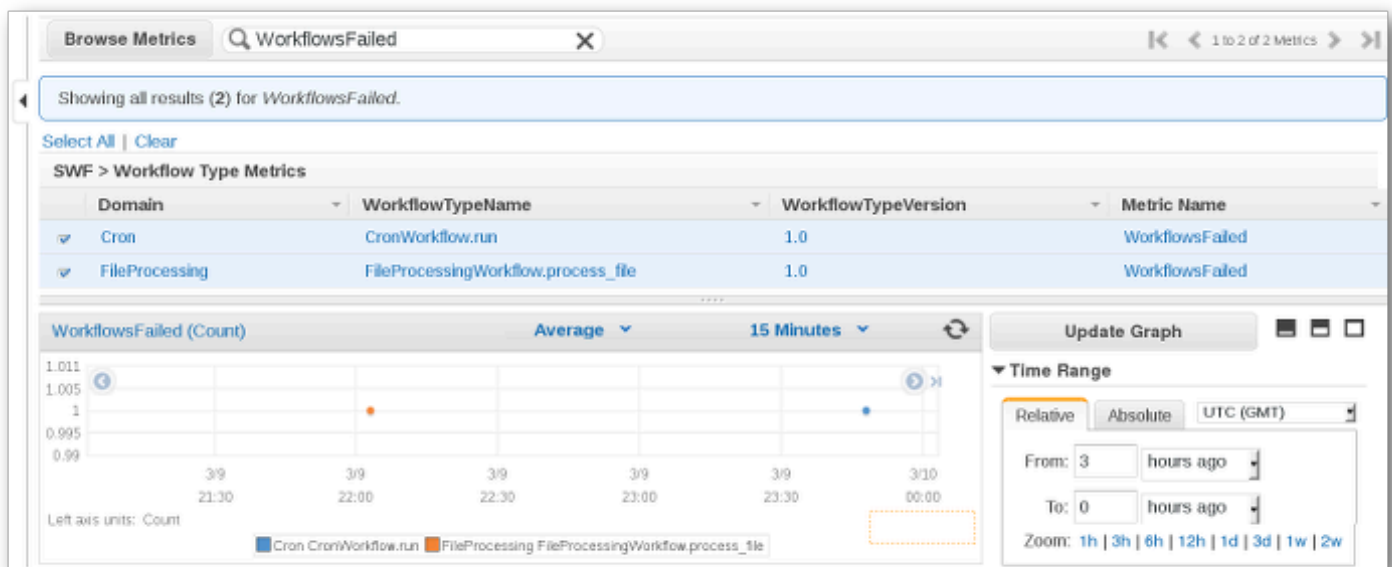 Browse Metrics WorkflowsFailed X 1 to 2 of 2 Metrics
Showing all results (2) for WorkflowsFailed.
Select All | Clear
SWF > Workflow Type Metrics
Domain WorkflowTypeName WorkflowTypeVersion Metric Name
Cron CronWorkflow.run 1.0 WorkflowsFailed
FileProcessing FileProcessingWorkflow.process_file 1.0 WorkflowsFailed
WorkflowsFailed (Count) Average 15 Minutes Update Graph
Time Range
1.011
1.005
1
0.995
0.99
3/9 3/9 3/9 3/9 3/9 3/10
21:30 22:00 22:30 23:00 23:30 00:00
Left axis units: Count
Cron CronWorkflow.run FileProcessing FileProcessingWorkflow.process_file
Relative Absolute UTC (GMT)
From: 3 hours ago
To: 0 hours ago
Zoom: 1h | 3h | 6h | 12h | 1d | 3d | 1w | 2w